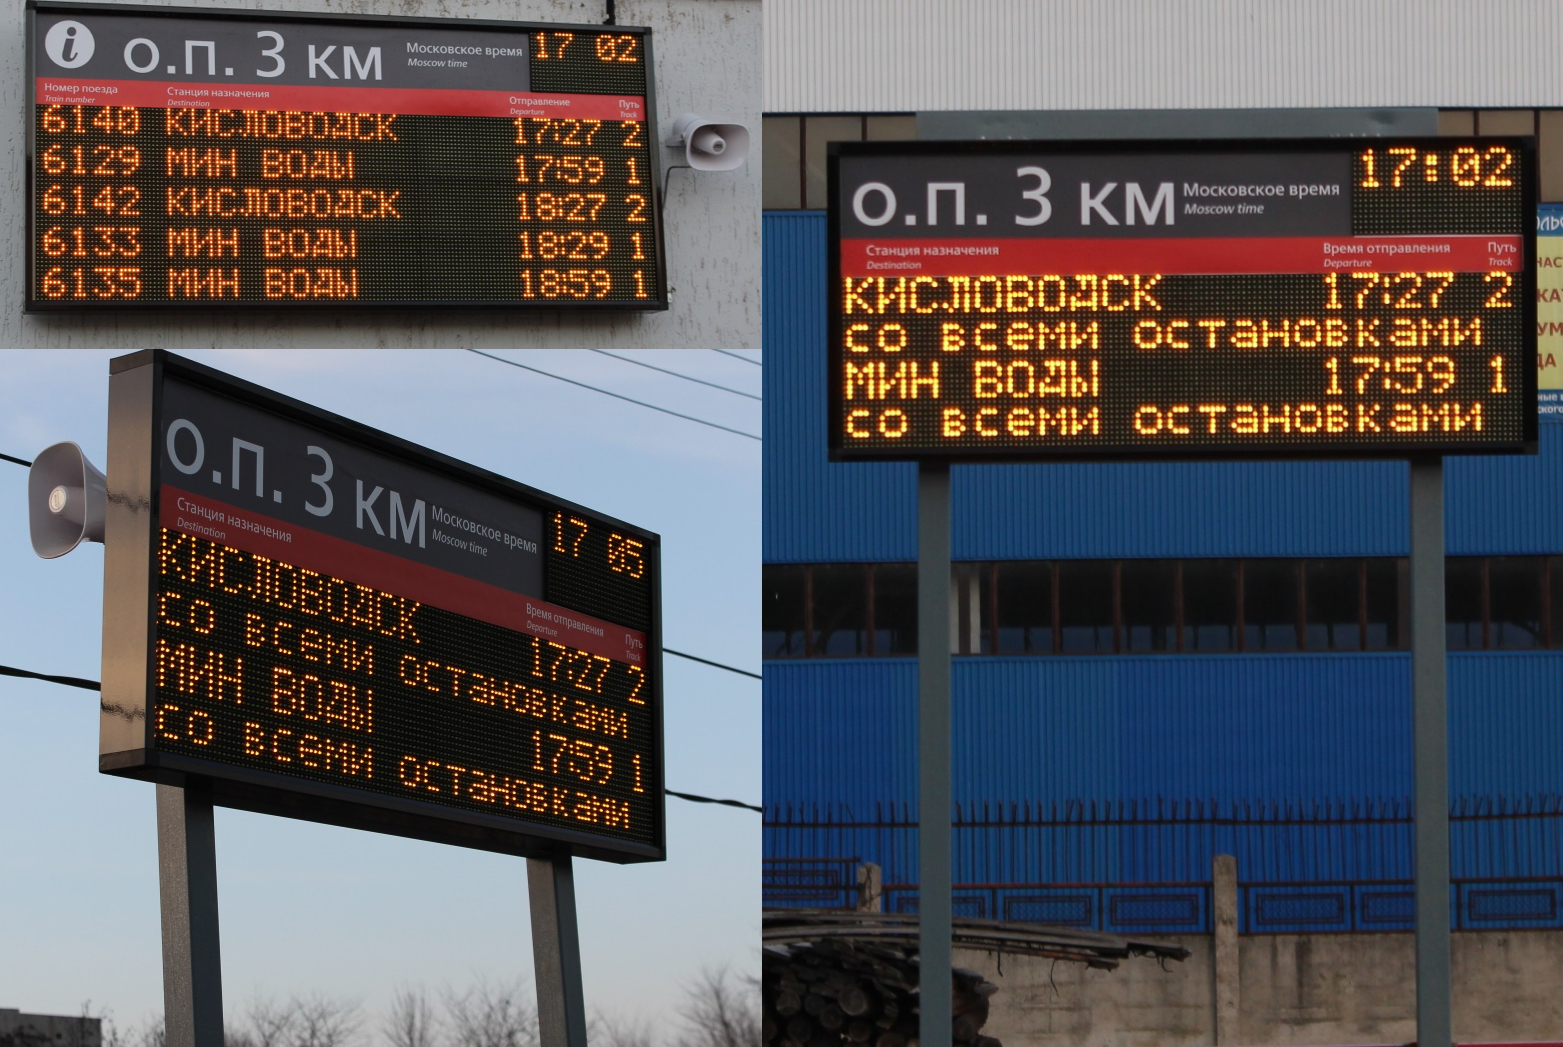 i о.п. 3 км Московское время 17 02
Moscow time
Номер поезда Станция назначения Отправление Путь
Train number Destination Departure Track
6140 КИСЛОВОДСК 17:27 2
6129 МИН ВОДЫ 17:59 1
6142 КИСЛОВОДСК 18:27 2
6133 МИН ВОДЫ 18:29 1
6135 МИН ВОДЫ 18:59 1
о.п. 3 км Московское время 17:02
Moscow time
Станция назначения Время отправления Путь
Destination Departure Track
КИСЛОВОДСК 17:27 2
со всеми остановками
МИН ВОДЫ 17:59 1
со всеми остановками
о.п. 3 км Московское время 17 05
Moscow time
Станция назначения Время отправления Путь
Destination Departure Track
КИСЛОВОДСК 17:27 2
со всеми остановками
МИН ВОДЫ 17:59 1
со всеми остановками